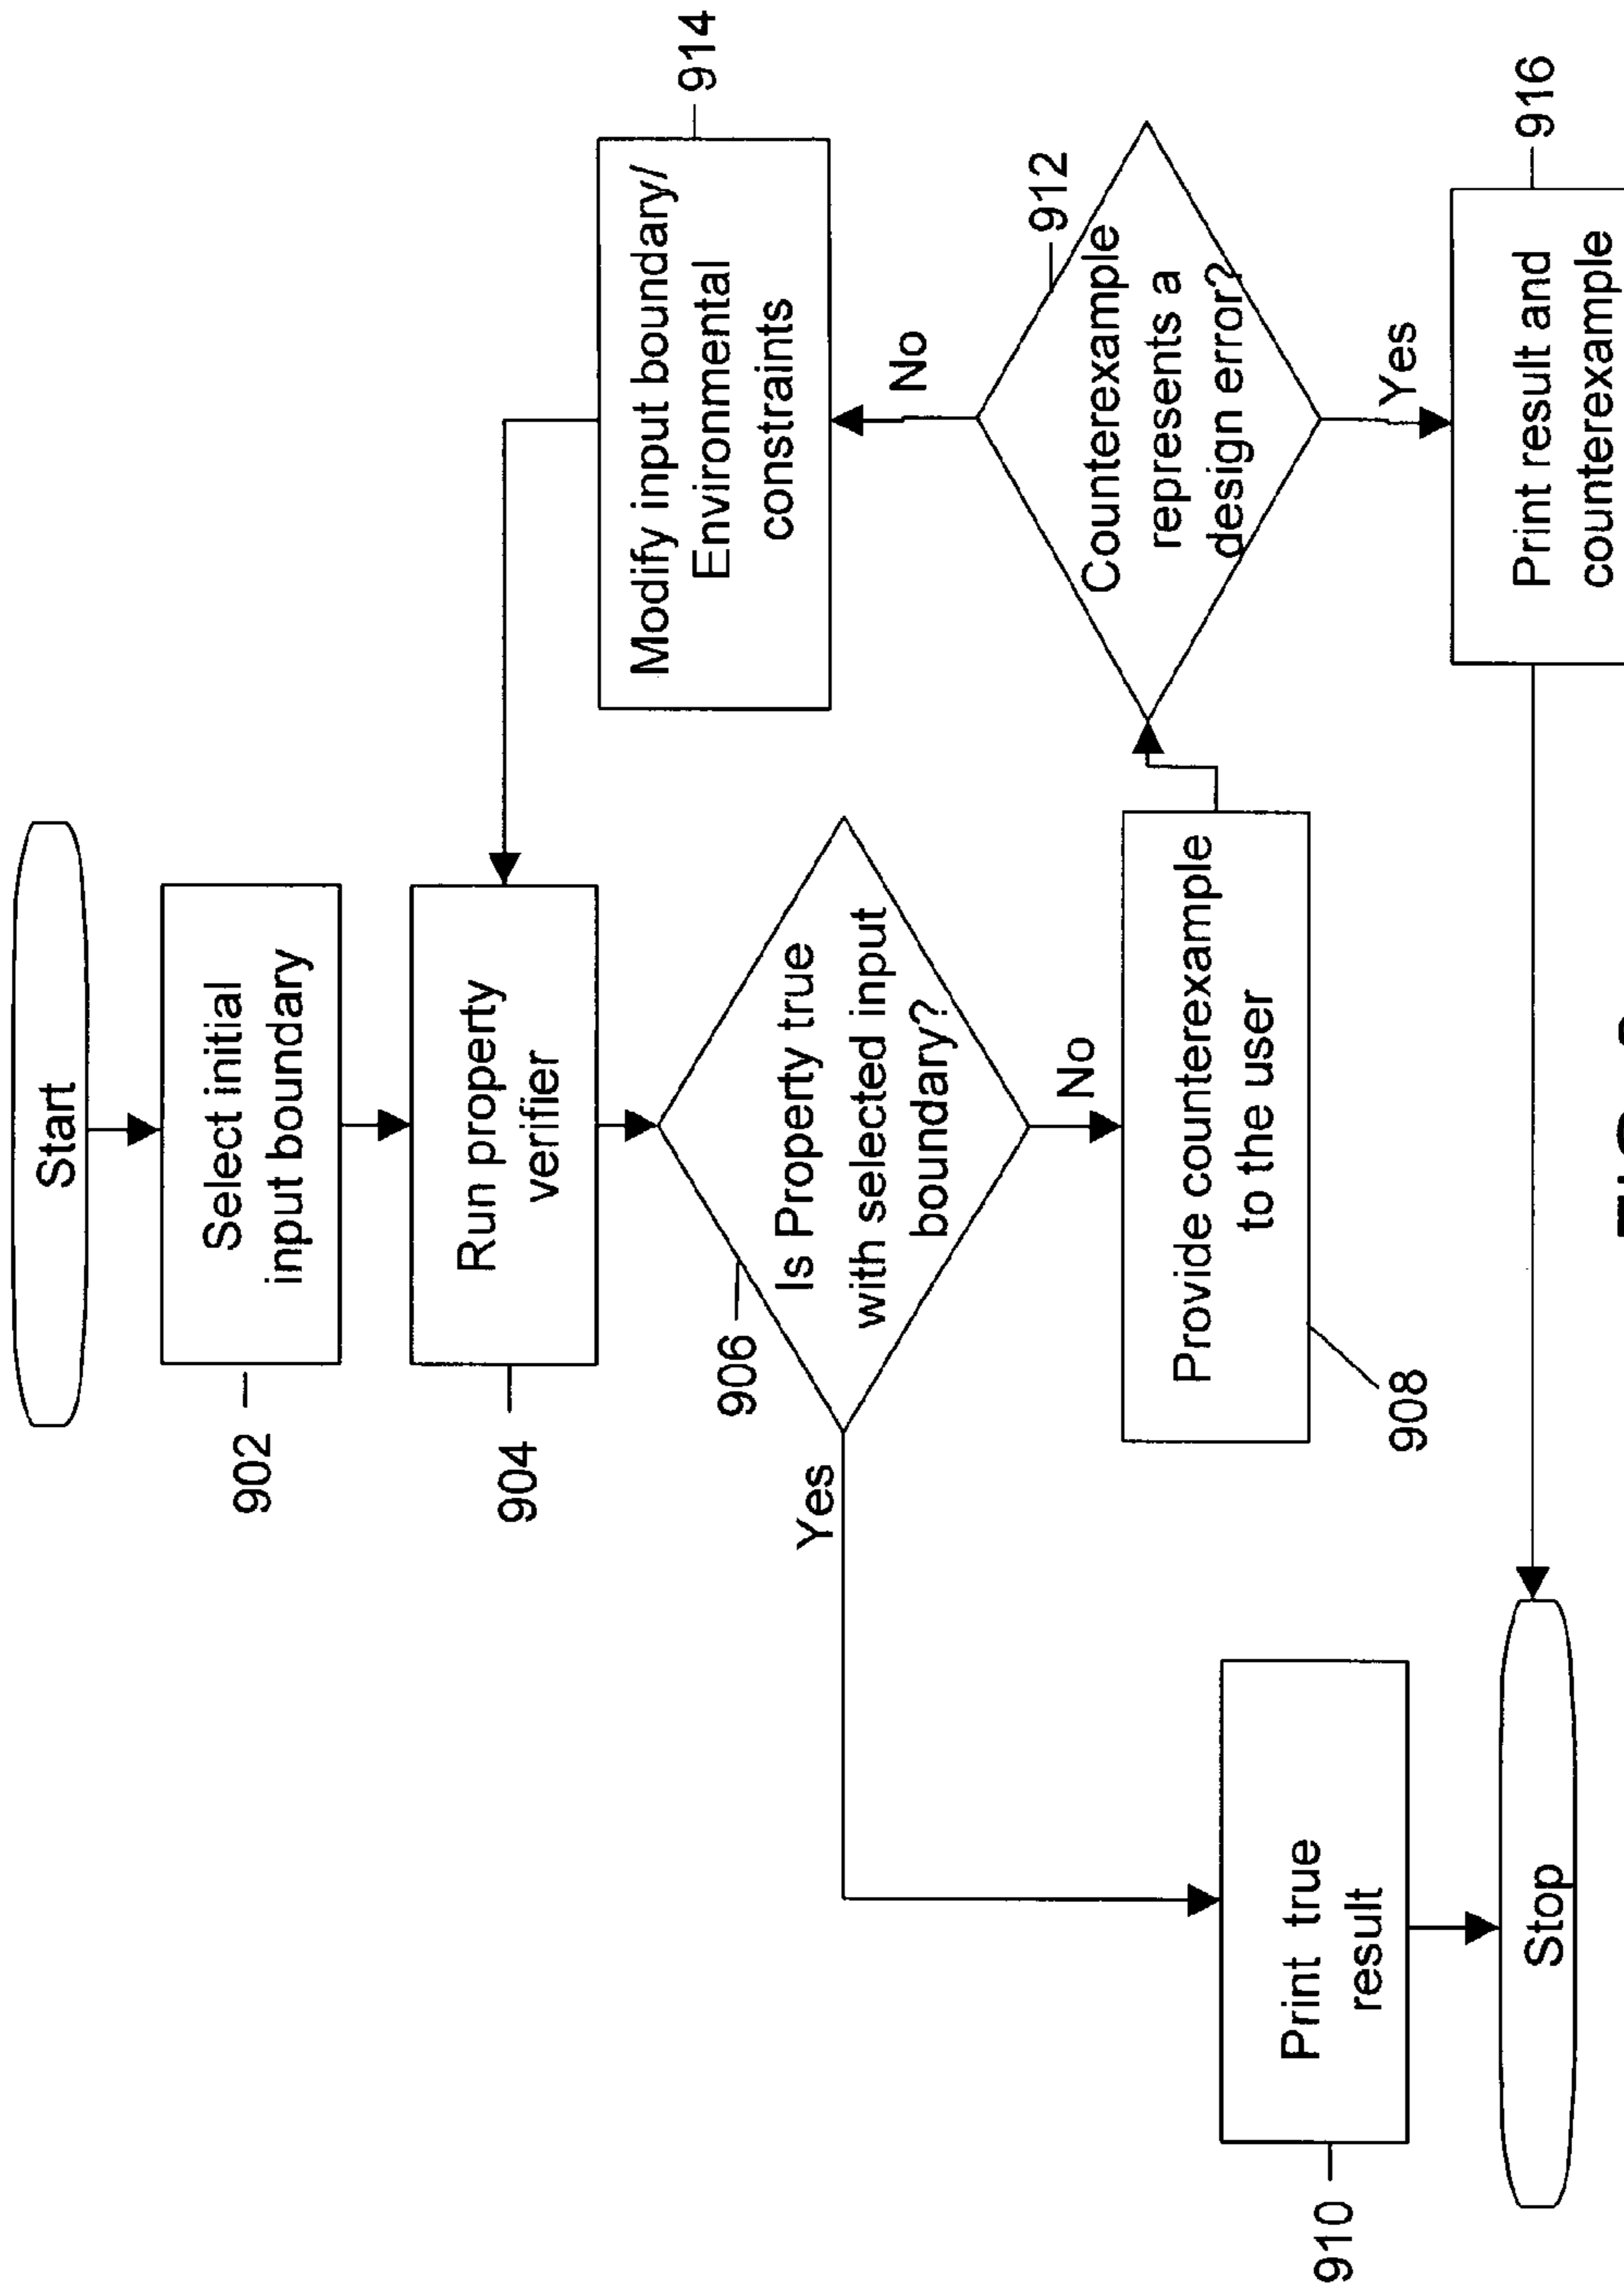 Start
902
Select initial
input boundary
904
Run property
verifier
906
Is Property true
with selected input
boundary?
Yes
No
908
Provide counterexample
to the user
910
Print true
result
Stop
914
Modify input boundary/
Environmental
constraints
No
912
Counterexample
represents a
design error?
Yes
916
Print result and
counterexample